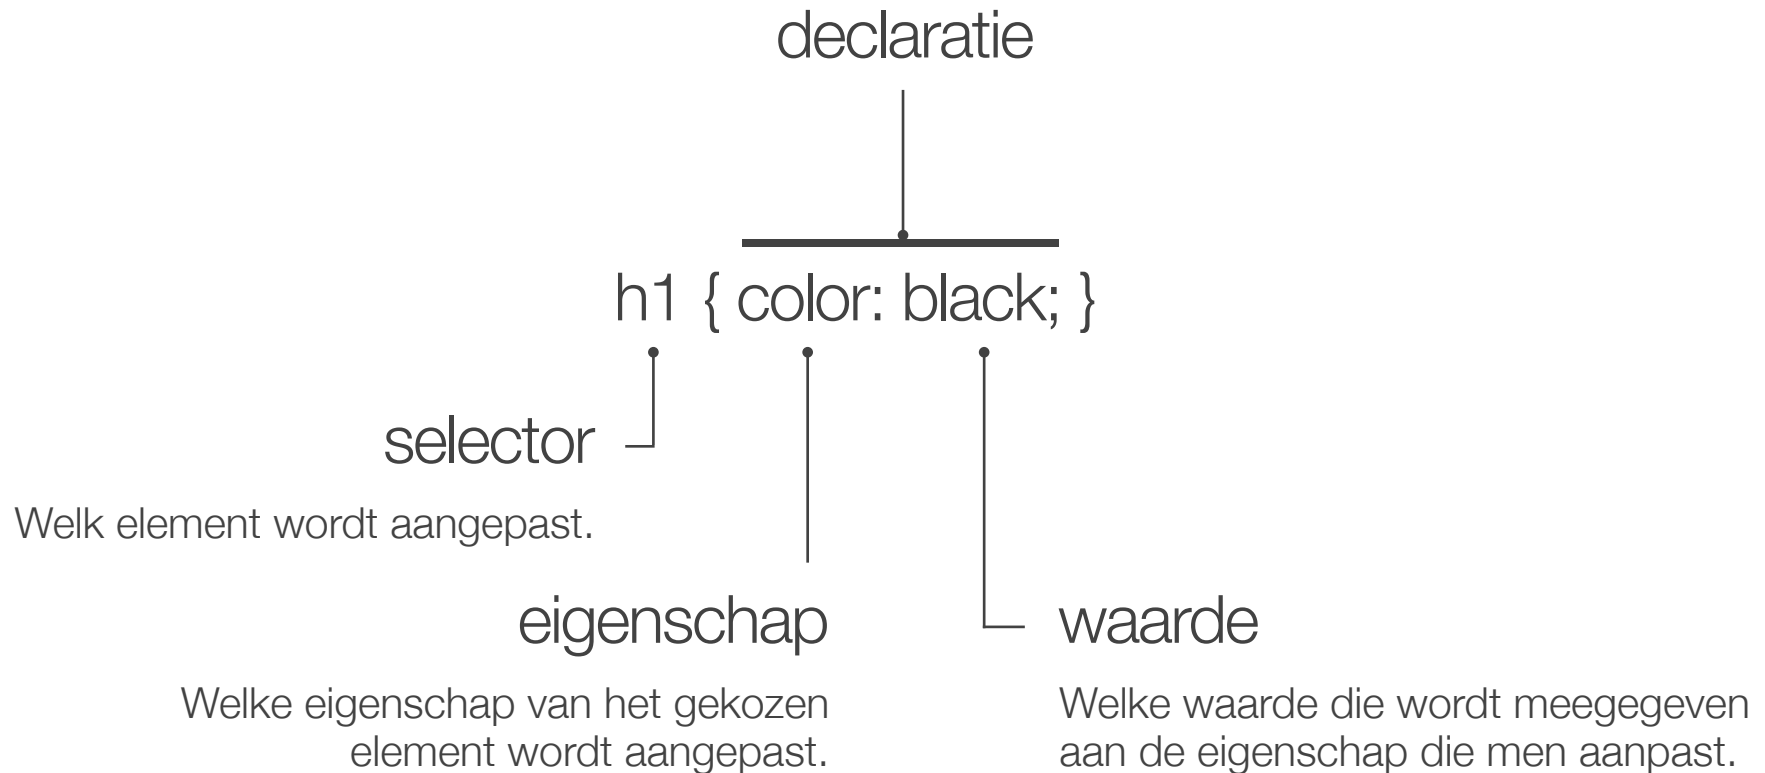 declaratie
h1 { color: black; }
selector
Welk element wordt aangepast.
eigenschap
Welke eigenschap van het gekozen
element wordt aangepast.
waarde
Welke waarde die wordt meegegeven
aan de eigenschap die men aanpast.